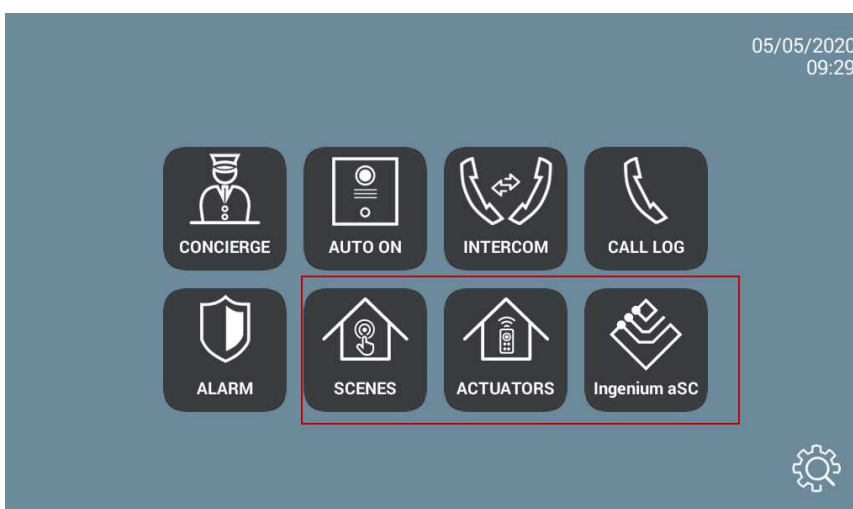 05/05/2020
09:29
CONCIERGE
AUTO ON
INTERCOM
CALL LOG
ALARM
SCENES
ACTUATORS
Ingenium aSC